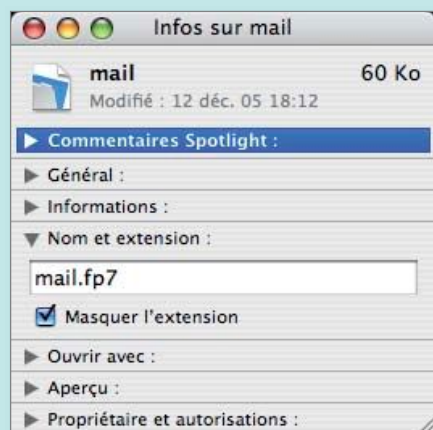 Infos sur mail
mail 60 Ko
Modifié : 12 déc. 05 18:12
Commentaires Spotlight :
Général :
Informations :
Nom et extension :
mail.fp7
Masquer l'extension
Ouvrir avec :
Aperçu :
Propriétaire et autorisations :